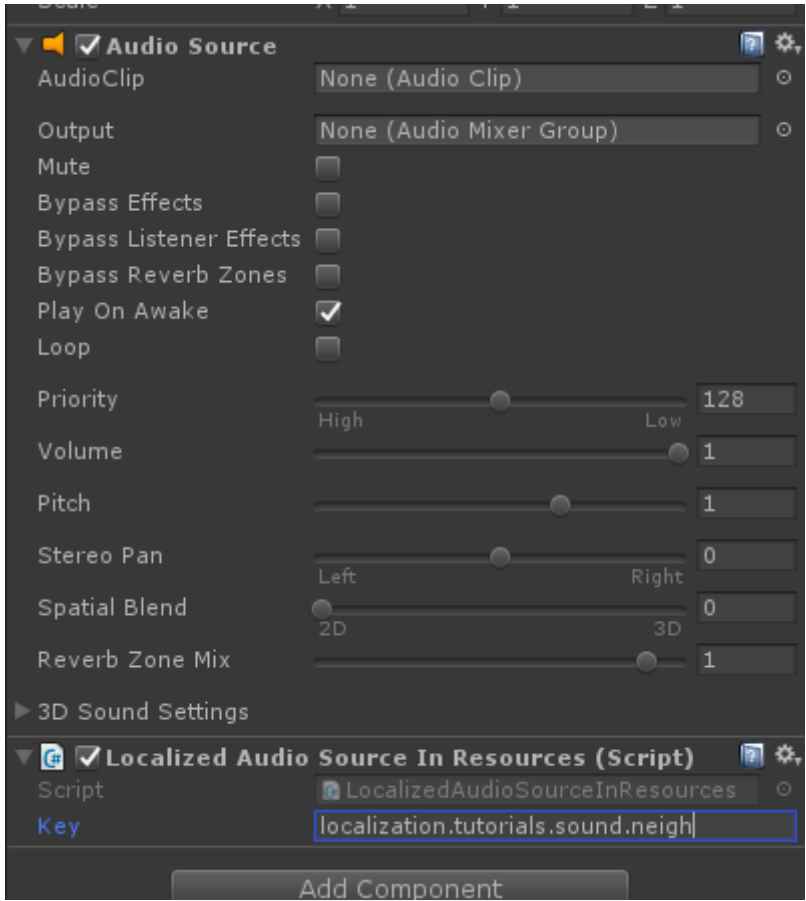 Audio Source
AudioClip None (Audio Clip)
Output None (Audio Mixer Group)
Mute
Bypass Effects
Bypass Listener Effects
Bypass Reverb Zones
Play On Awake
Loop
Priority 128
High Low
Volume 1
Pitch 1
Stereo Pan 0
Left Right
Spatial Blend 0
2D 3D
Reverb Zone Mix 1
3D Sound Settings
Localized Audio Source In Resources (Script)
Script LocalizedAudioSourceInResources
Key localization.tutorials.sound.neigh
Add Component